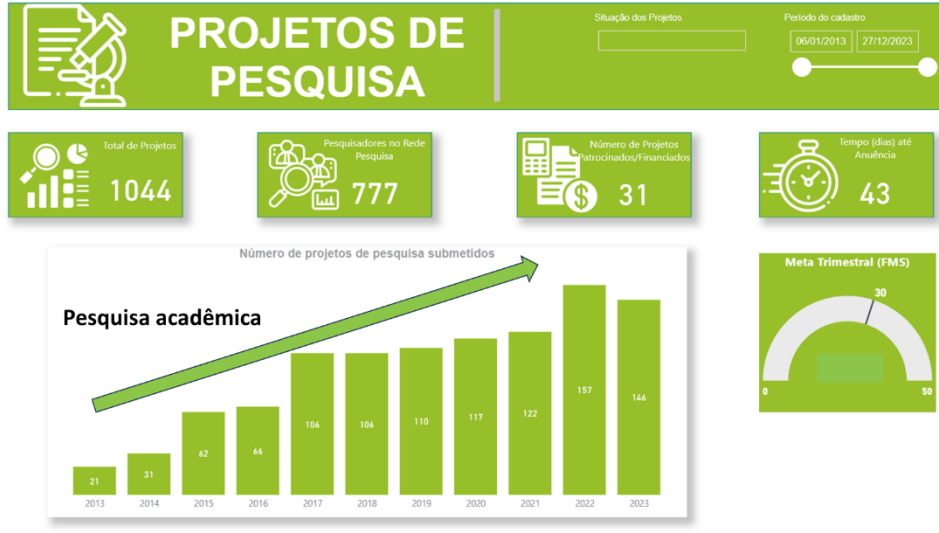 PROJETOS DE
PESQUISA
Situação dos Projetos
Período do cadastro
06/01/2013
27/12/2023
Total de Projetos
1044
Pesquisadores no Rede
Pesquisa
777
Número de Projetos
Patrocinados/Financiados
31
Tempo (dias) até
Anuência
43
Número de projetos de pesquisa submetidos
Pesquisa acadêmica
21
31
62
66
106
106
110
117
122
157
146
2013
2014
2015
2016
2017
2018
2019
2020
2021
2022
2023
Meta Trimestral (FMS)
30
0
50